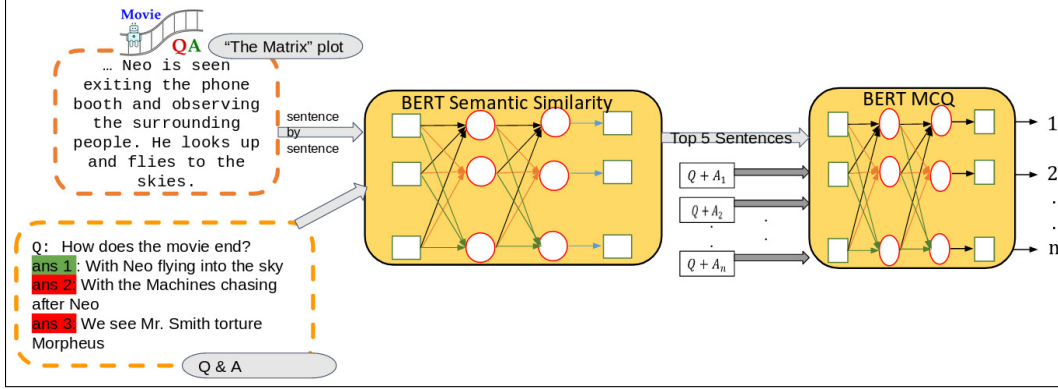 Movie
QA
“The Matrix” plot
… Neo is seen
exiting the phone
booth and observing
the surrounding
people. He looks up
and flies to the
skies.
sentence
by
sentence
Q: How does the movie end?
ans 1 : With Neo flying into the sky
ans 2: With the Machines chasing
after Neo
ans 3: We see Mr. Smith torture
Morpheus
Q & A
BERT Semantic Similarity
Top 5 Sentences
Q + A₁
Q + A₂
. .
. .
Q + Aₙ
BERT MCQ
1
2
.
.
n